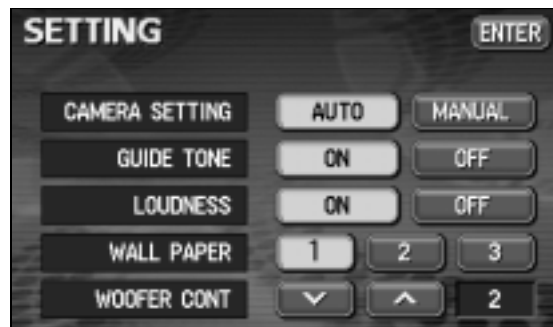 SETTING ENTER
CAMERA SETTING AUTO MANUAL
GUIDE TONE ON OFF
LOUDNESS ON OFF
WALL PAPER 1 2 3
WOOFER CONT 2